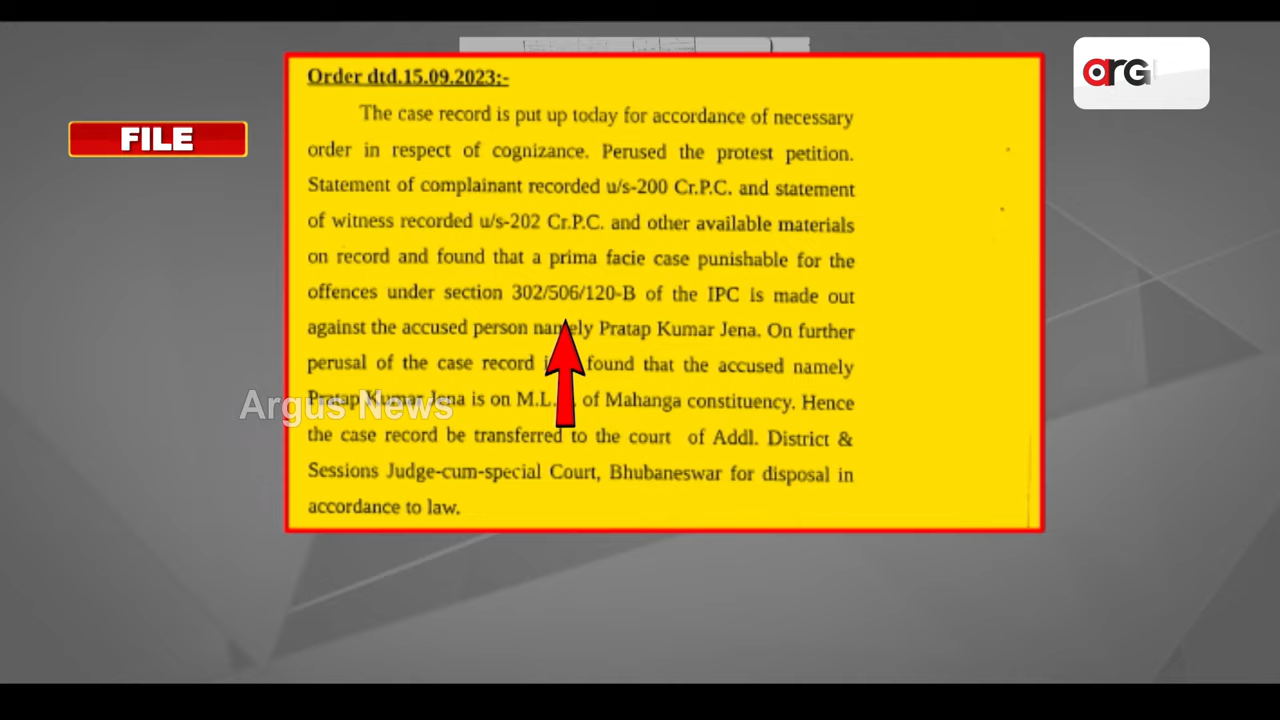 Order dtd.15.09.2023:-
The case record is put up today for accordance of necessary
order in respect of cognizance. Perused the protest petition.
Statement of complainant recorded u/s-200 Cr.P.C. and statement
of witness recorded u/s-202 Cr.P.C. and other available materials
on record and found that a prima facie case punishable for the
offences under section 302/506/120-B of the IPC is made out
against the accused person namely Pratap Kumar Jena. On further
perusal of the case record found that the accused namely
Pratap Kumar Jena is on M.L. of Mahanga constituency. Hence
the case record be transferred to the court of Addl. District &
Sessions Judge-cum-special Court, Bhubaneswar for disposal in
accordance to law.
FILE
arG
Argus News